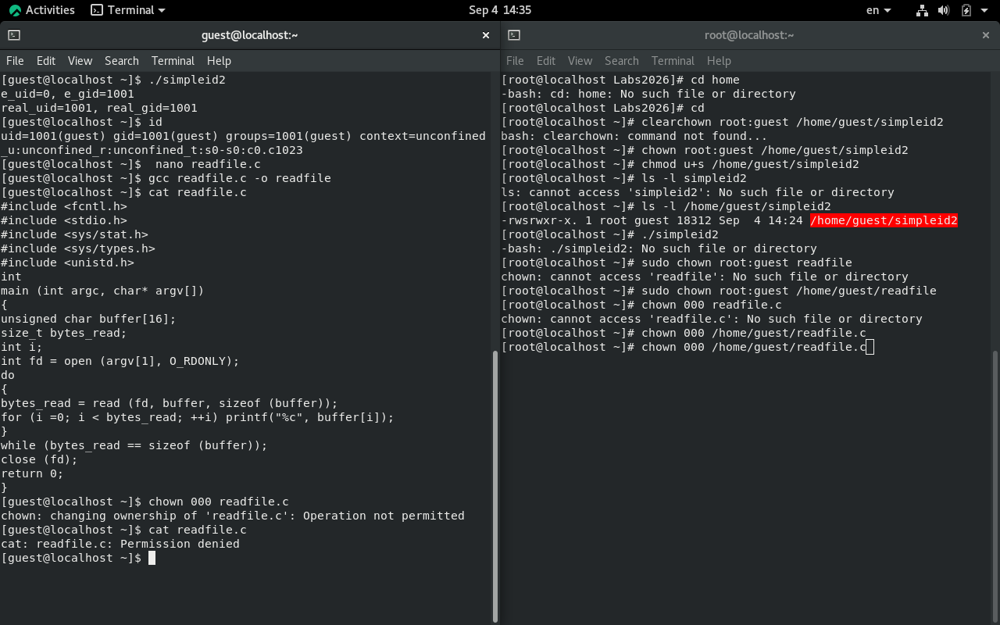 Activities Terminal Sep 4 14:35 en
guest@localhost:~
File Edit View Search Terminal Help
[guest@localhost ~]$ ./simpleid2
e_uid=0, e_gid=1001
real_uid=1001, real_gid=1001
[guest@localhost ~]$ id
uid=1001(guest) gid=1001(guest) groups=1001(guest) context=unconfined
_u:unconfined_r:unconfined_t:s0-s0:c0.c1023
[guest@localhost ~]$  nano readfile.c
[guest@localhost ~]$ gcc readfile.c -o readfile
[guest@localhost ~]$ cat readfile.c
#include <fcntl.h>
#include <stdio.h>
#include <sys/stat.h>
#include <sys/types.h>
#include <unistd.h>
int
main (int argc, char* argv[])
{
unsigned char buffer[16];
size_t bytes_read;
int i;
int fd = open (argv[1], O_RDONLY);
do
{
bytes_read = read (fd, buffer, sizeof (buffer));
for (i =0; i < bytes_read; ++i) printf("%c", buffer[i]);
}
while (bytes_read == sizeof (buffer));
close (fd);
return 0;
}
[guest@localhost ~]$ chown 000 readfile.c
chown: changing ownership of 'readfile.c': Operation not permitted
[guest@localhost ~]$ cat readfile.c
cat: readfile.c: Permission denied
[guest@localhost ~]$
root@localhost:~
File Edit View Search Terminal Help
[root@localhost Labs2026]# cd home
-bash: cd: home: No such file or directory
[root@localhost Labs2026]# cd
[root@localhost ~]# clearchown root:guest /home/guest/simpleid2
bash: clearchown: command not found...
[root@localhost ~]# chown root:guest /home/guest/simpleid2
[root@localhost ~]# chmod u+s /home/guest/simpleid2
[root@localhost ~]# ls -l simpleid2
ls: cannot access 'simpleid2': No such file or directory
[root@localhost ~]# ls -l /home/guest/simpleid2
-rwsrwxr-x. 1 root guest 18312 Sep  4 14:24 /home/guest/simpleid2
[root@localhost ~]# ./simpleid2
-bash: ./simpleid2: No such file or directory
[root@localhost ~]# sudo chown root:guest readfile
chown: cannot access 'readfile': No such file or directory
[root@localhost ~]# sudo chown root:guest /home/guest/readfile
[root@localhost ~]# chown 000 readfile.c
chown: cannot access 'readfile.c': No such file or directory
[root@localhost ~]# chown 000 /home/guest/readfile.c
[root@localhost ~]# chown 000 /home/guest/readfile.c